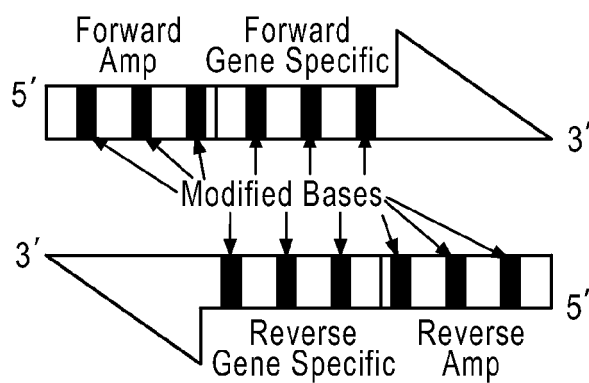 Forward Forward
Amp Gene Specific
5′
3′
Modified Bases
3′
5′
Reverse Reverse
Gene Specific Amp